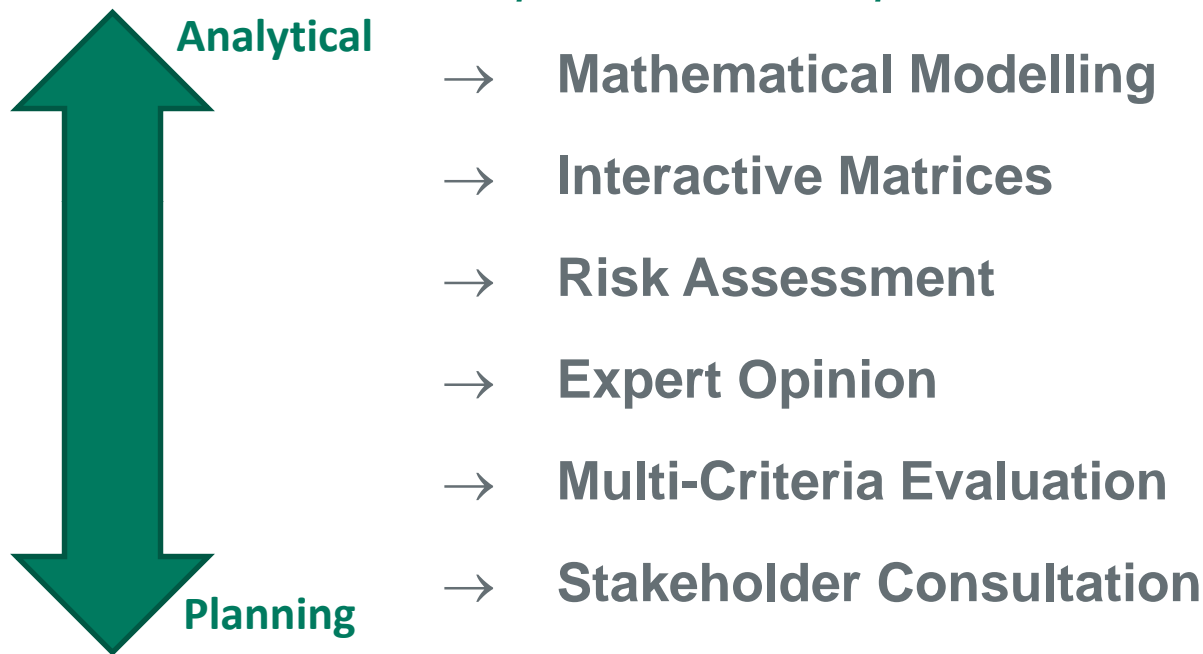 Analytical
→ Mathematical Modelling
→ Interactive Matrices
→ Risk Assessment
→ Expert Opinion
→ Multi-Criteria Evaluation
→ Stakeholder Consultation
Planning